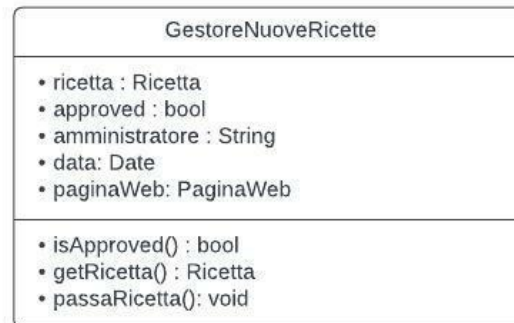 GestoreNuoveRicette
• ricetta : Ricetta
• approved : bool
• amministratore : String
• data: Date
• paginaWeb: PaginaWeb
• isApproved() : bool
• getRicetta() : Ricetta
• passaRicetta(): void